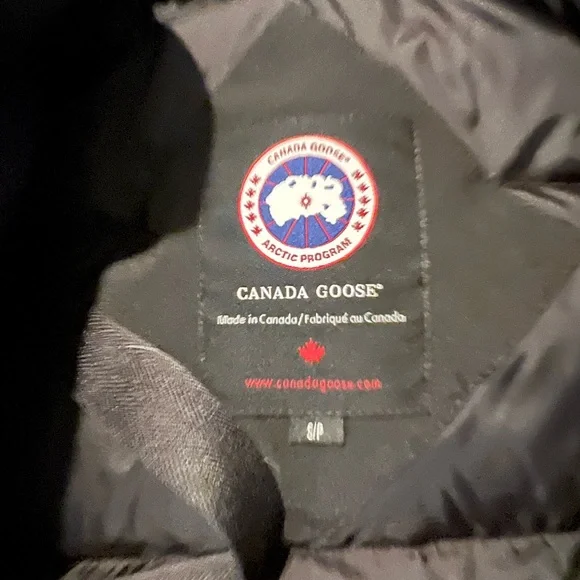 CANADA GOOSE®
ARCTIC PROGRAM
CANADA GOOSE®
Made in Canada/Fabriqué au Canada
www.canadagoose.com
S/P